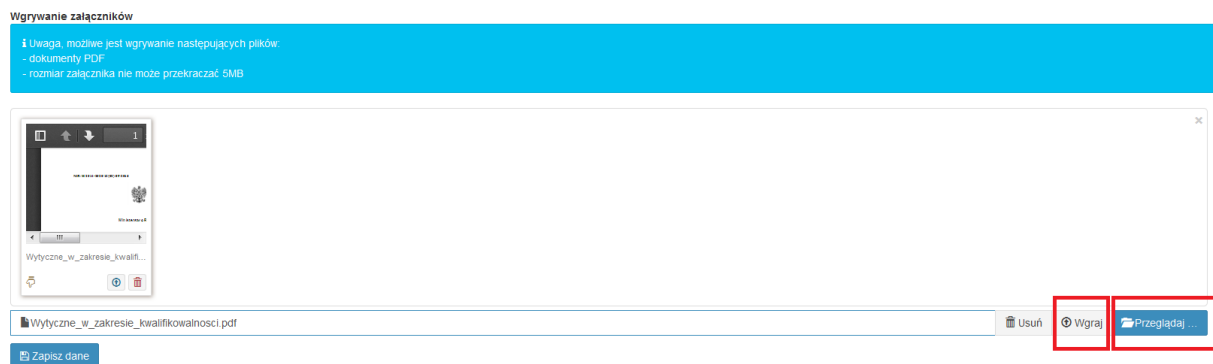 Wgrywanie załączników
i Uwaga, możliwe jest wgrywanie następujących plików:
- dokumenty PDF
- rozmiar załącznika nie może przekraczać 5MB
×
1
Wytyczne_w_zakresie_kwalifi...
Wytyczne_w_zakresie_kwalifikowalnosci.pdf
Usuń
Wgraj
Przeglądaj ...
Zapisz dane